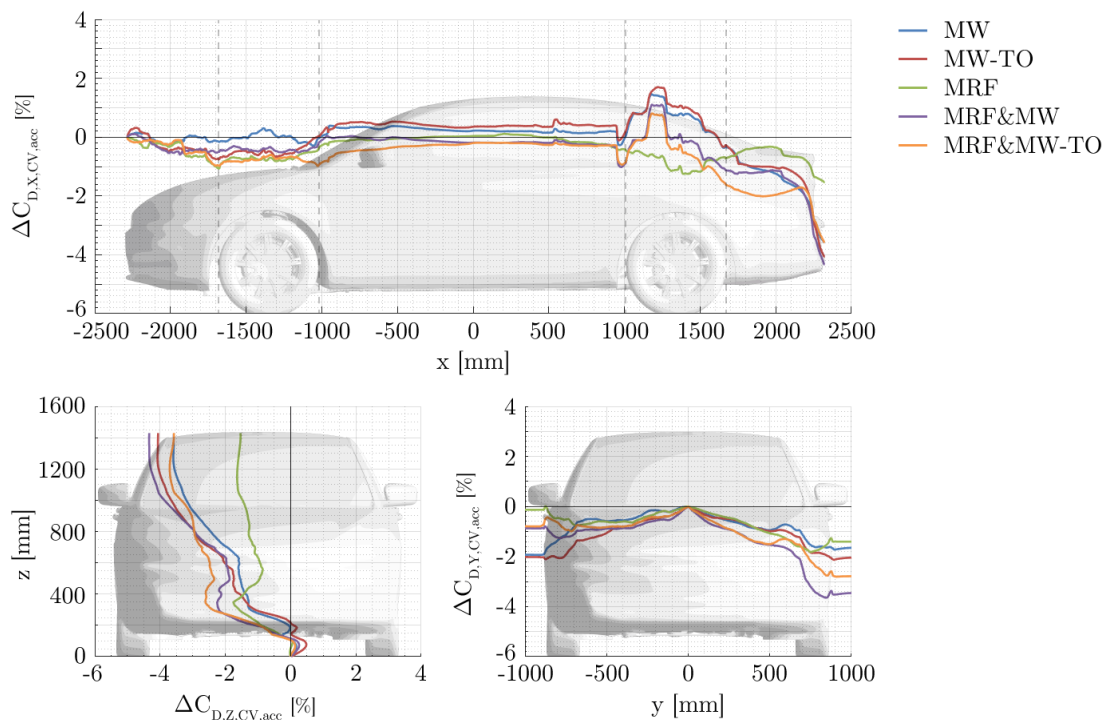 4
2
0
-2
-4
-6
ΔC_D,X,CV,acc [%]
-2500 -2000 -1500 -1000 -500 0 500 1000 1500 2000 2500
x [mm]
MW
MW-TO
MRF
MRF&MW
MRF&MW-TO
1600
1200
800
400
0
z [mm]
-6 -4 -2 0 2 4
ΔC_D,Z,CV,acc [%]
4
2
0
-2
-4
-6
ΔC_D,Y,CV,acc [%]
-1000 -500 0 500 1000
y [mm]